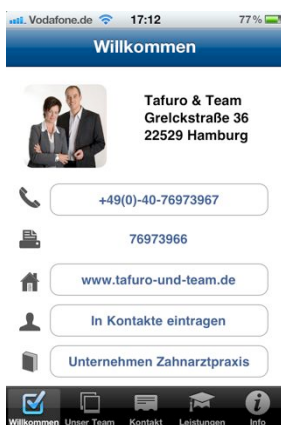 Vodafone.de 17:12 77 %
Willkommen
Tafuro & Team
Grelckstraße 36
22529 Hamburg
+49(0)-40-76973967
76973966
www.tafuro-und-team.de
In Kontakte eintragen
Unternehmen Zahnarztpraxis
Willkommen Unser Team Kontakt Leistungen Info